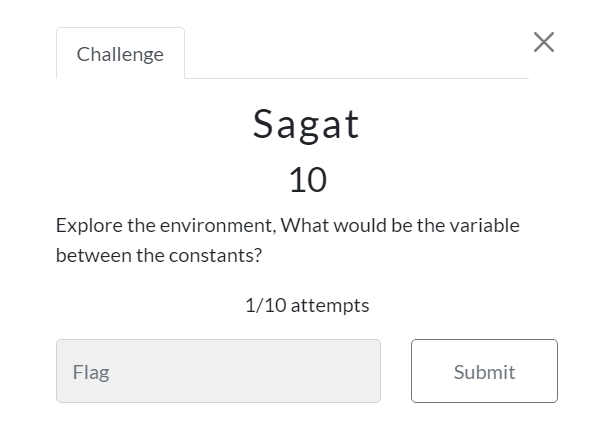 Challenge
Sagat
10
Explore the environment, What would be the variable
between the constants?
1/10 attempts
Flag
Submit